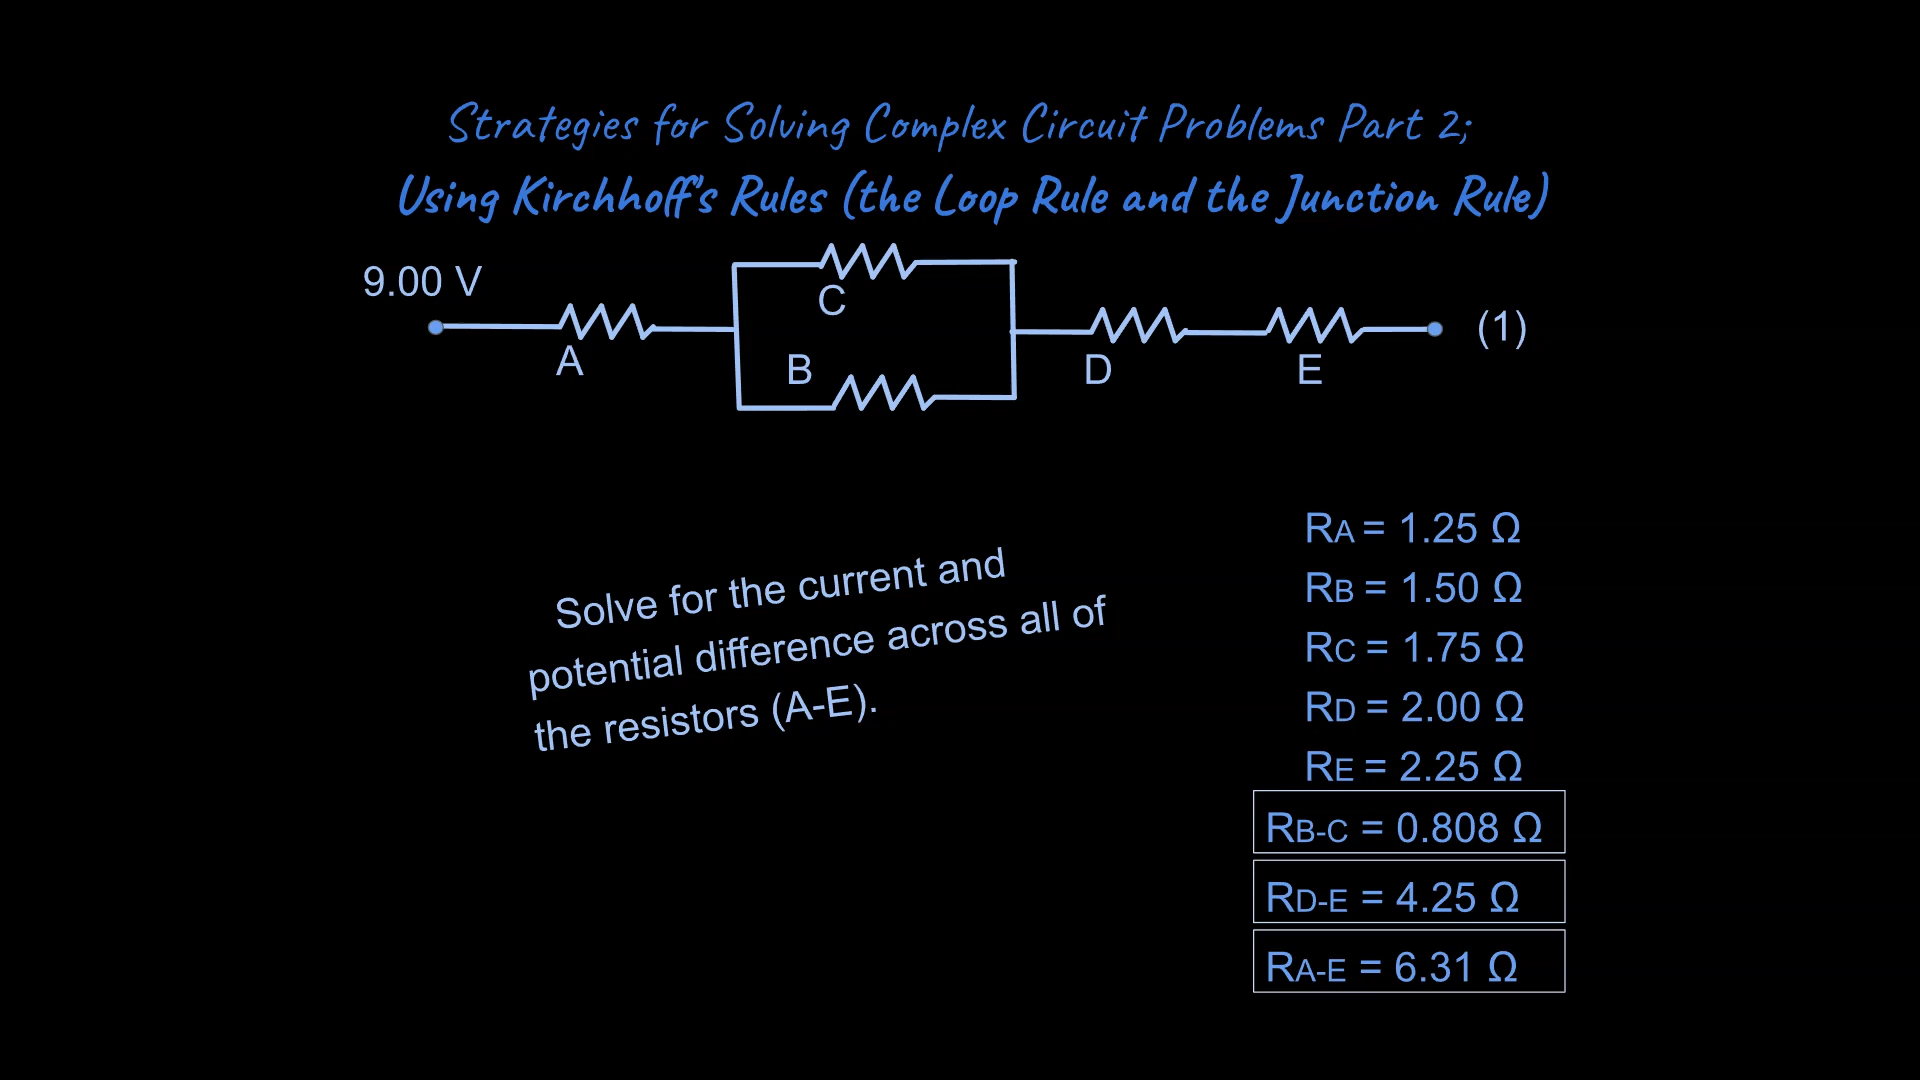 Strategies for Solving Complex Circuit Problems Part 2;
Using Kirchhoff's Rules (the Loop Rule and the Junction Rule)
9.00 V
C
(1)
A
B
D
E
Solve for the current and
potential difference across all of
the resistors (A-E).
RA = 1.25 Ω
RB = 1.50 Ω
RC = 1.75 Ω
RD = 2.00 Ω
RE = 2.25 Ω
RB-C = 0.808 Ω
RD-E = 4.25 Ω
RA-E = 6.31 Ω